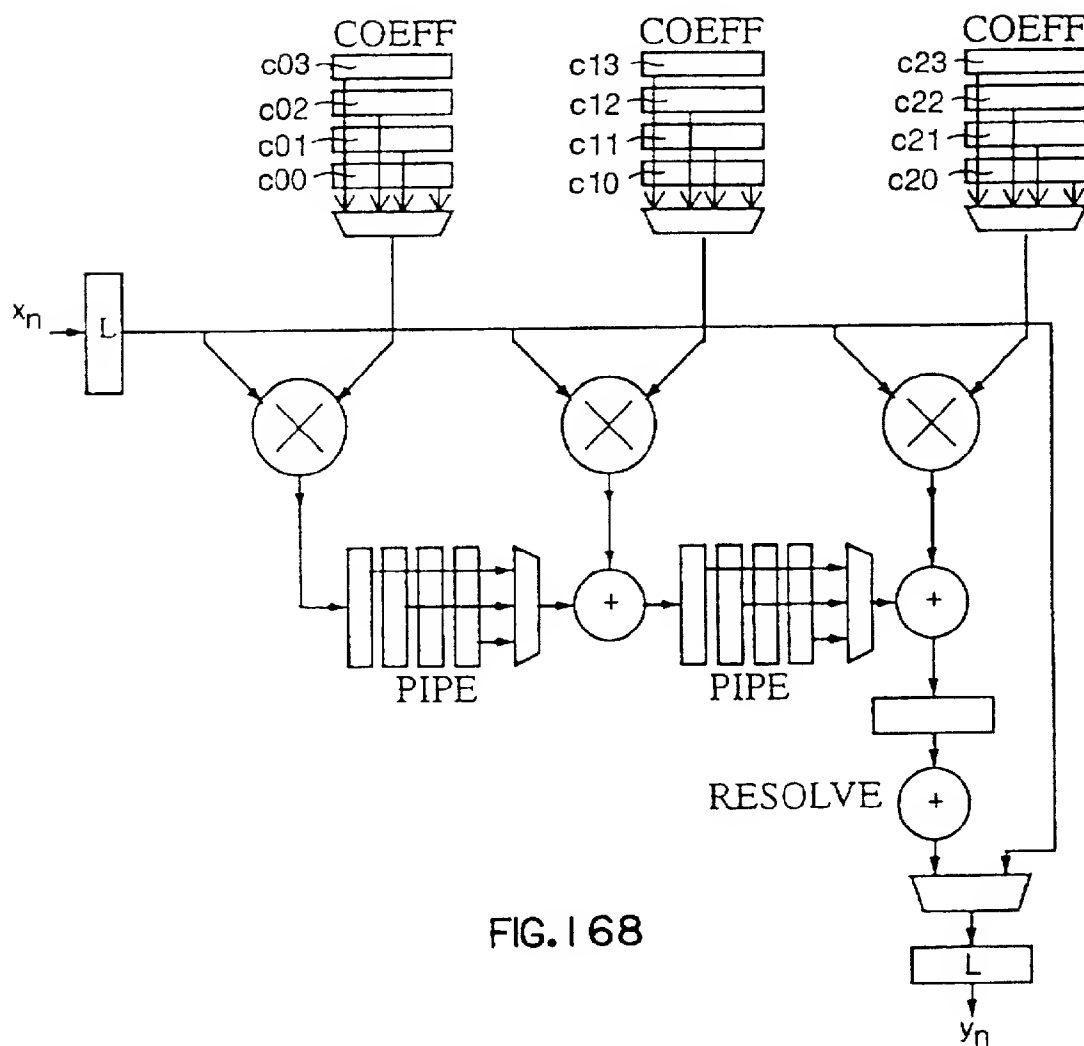 COEFF COEFF COEFF
c03 c13 c23
c02 c12 c22
c01 c11 c21
c00 c10 c20
xn L
+ +
PIPE PIPE
RESOLVE +
FIG.168
L
yn